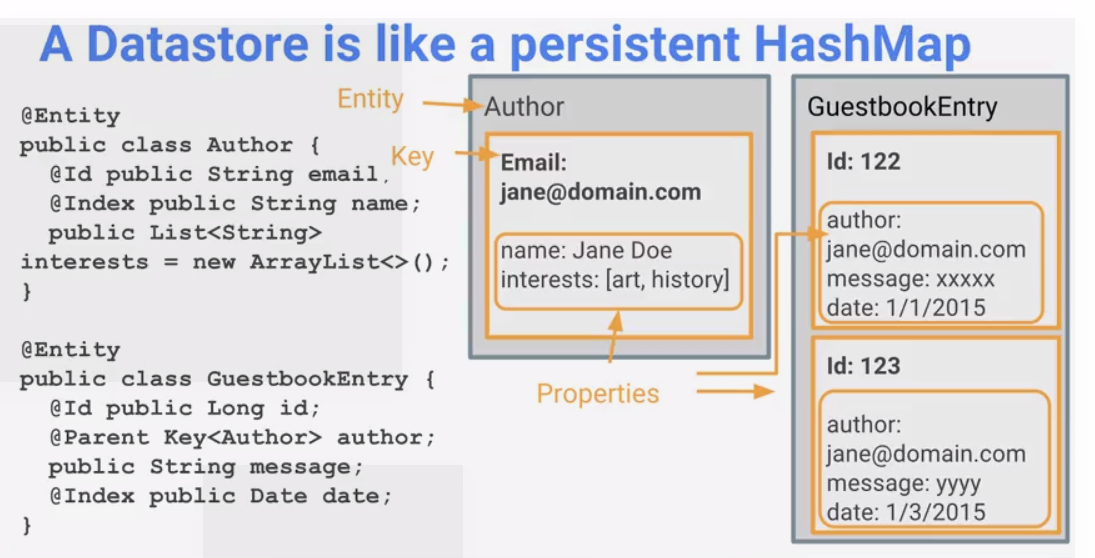 A Datastore is like a persistent HashMap
@Entity
public class Author {
@Id public String email,
@Index public String name;
public List<String>
interests = new ArrayList<>();
}
@Entity
public class GuestbookEntry {
@Id public Long id;
@Parent Key<Author> author;
public String message;
@Index public Date date;
}
Entity
Key
Properties
Author
Email:
jane@domain.com
name: Jane Doe
interests: [art, history]
GuestbookEntry
Id: 122
author:
jane@domain.com
message: xxxxx
date: 1/1/2015
Id: 123
author:
jane@domain.com
message: yyyy
date: 1/3/2015